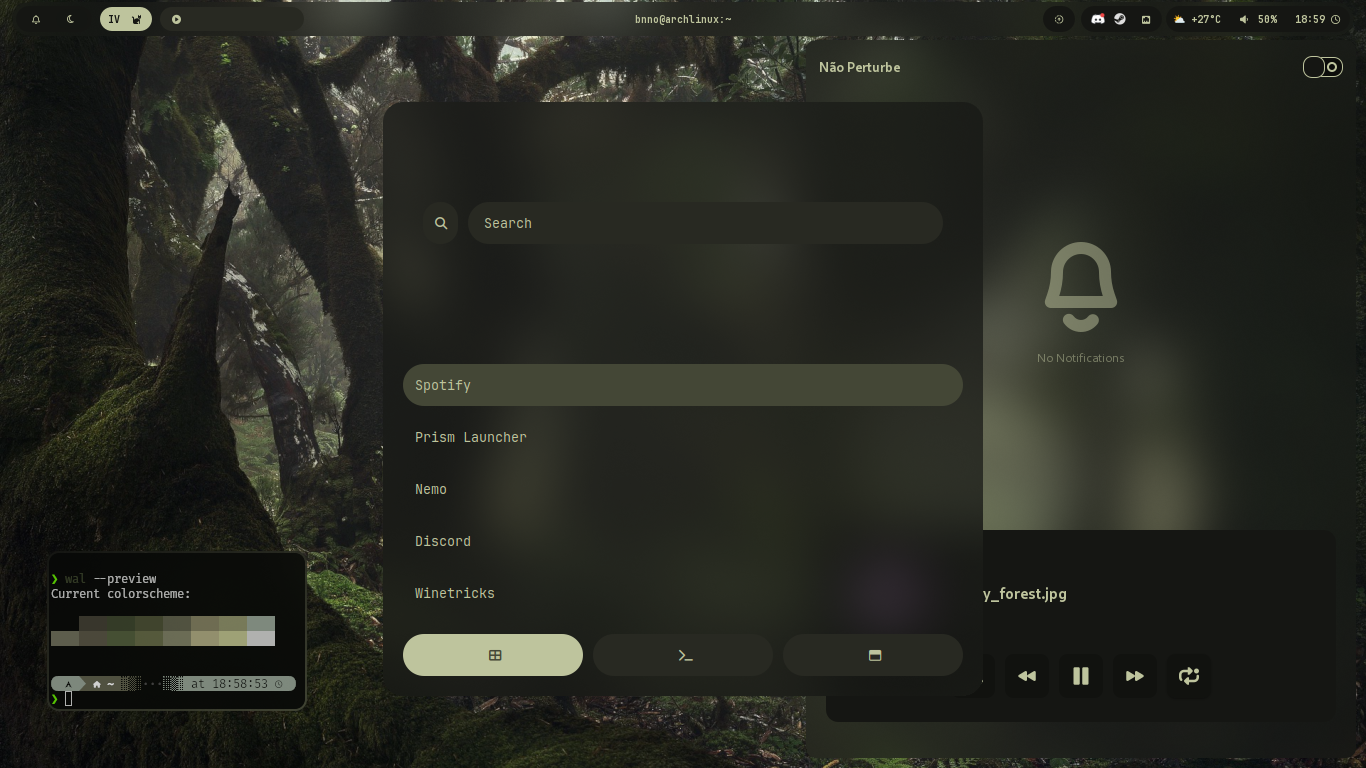 IV
bnno@archlinux:~
+27°C
50%
18:59
Não Perturbe
Search
No Notifications
Spotify
Prism Launcher
Nemo
Discord
Winetricks
y_forest.jpg
❯ wal --preview
Current colorscheme:
~ ··· at 18:58:53
❯